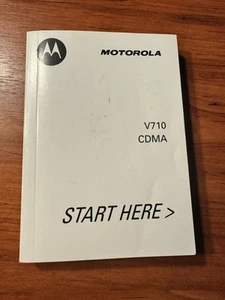 MOTOROLA
V710
CDMA
START HERE >